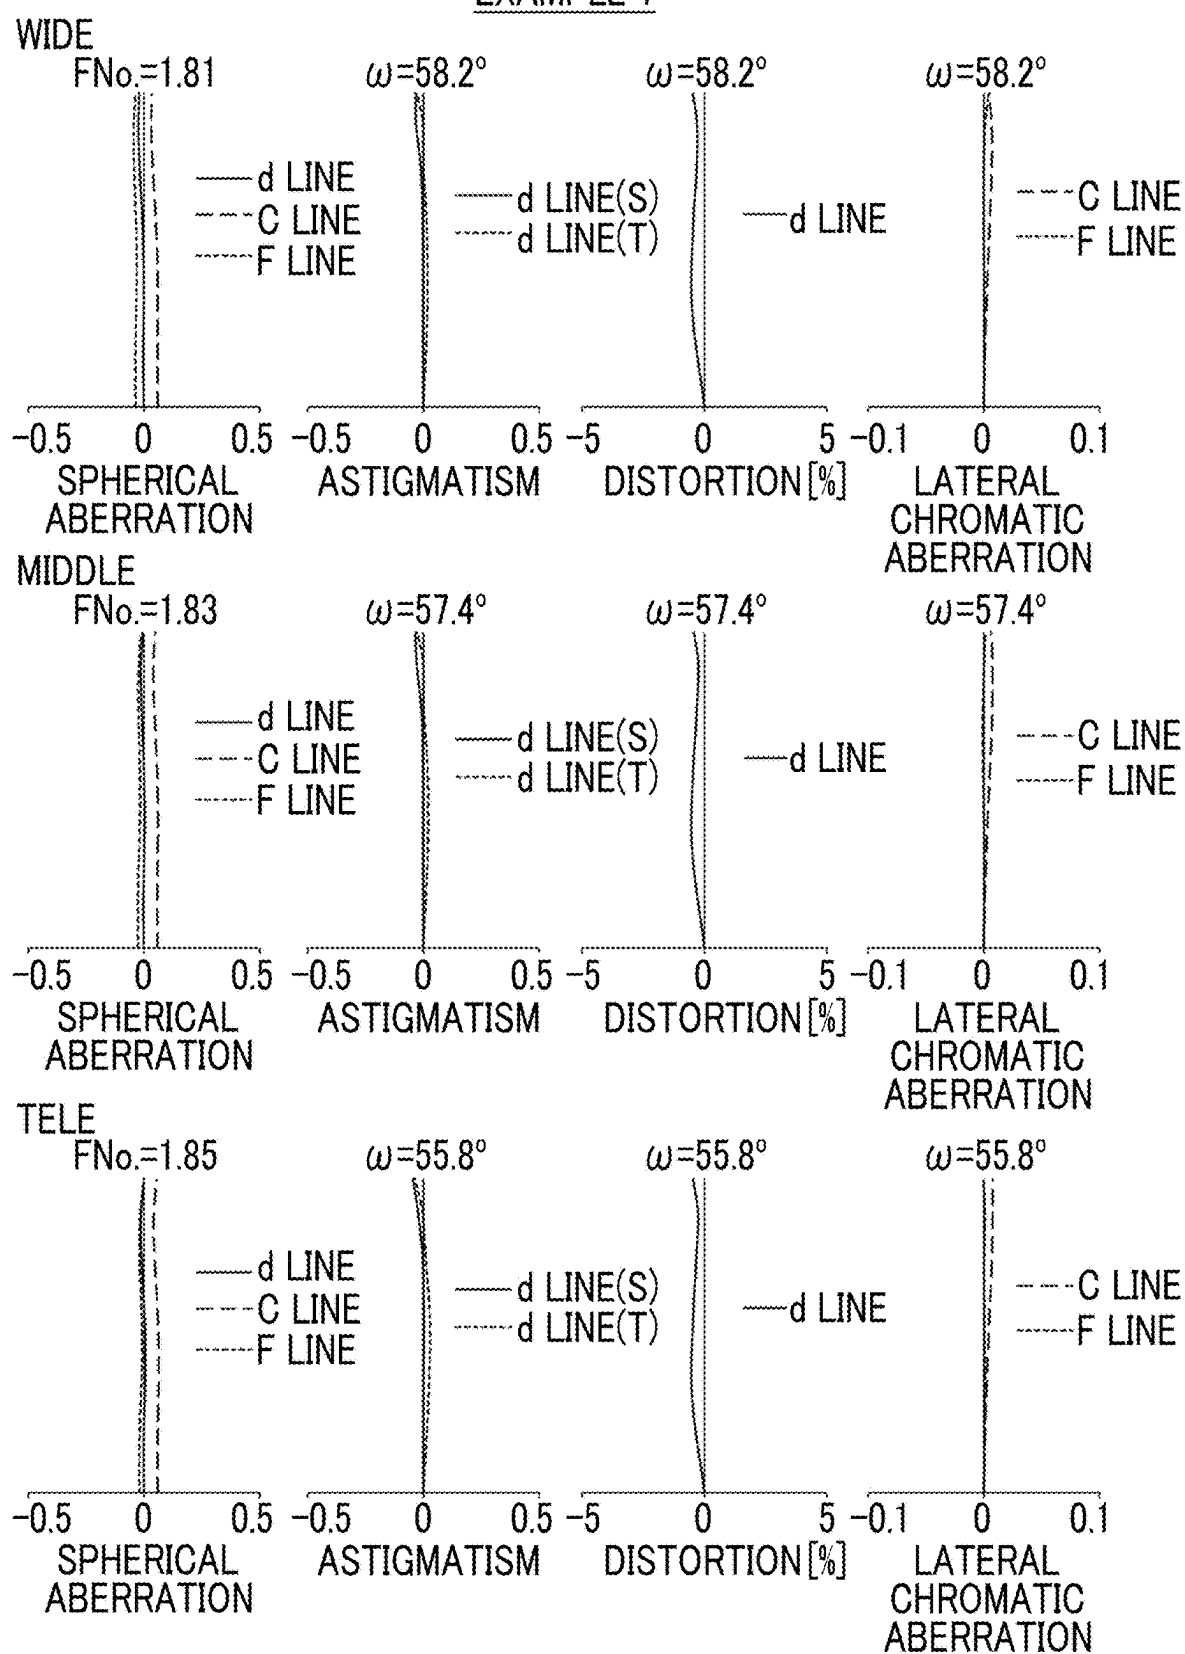 WIDE
FNo.=1.81 ω=58.2° ω=58.2° ω=58.2°
d LINE
C LINE
F LINE
d LINE(S)
d LINE(T)
d LINE
C LINE
F LINE
-0.5 0 0.5 -0.5 0 0.5 -5 0 5 -0.1 0 0.1
SPHERICAL ABERRATION
ASTIGMATISM
DISTORTION[%]
LATERAL
CHROMATIC
ABERRATION
MIDDLE
FNo.=1.83 ω=57.4° ω=57.4° ω=57.4°
d LINE
C LINE
F LINE
d LINE(S)
d LINE(T)
d LINE
C LINE
F LINE
-0.5 0 0.5 -0.5 0 0.5 -5 0 5 -0.1 0 0.1
SPHERICAL
ABERRATION
ASTIGMATISM
DISTORTION[%]
LATERAL
CHROMATIC
ABERRATION
TELE
FNo.=1.85 ω=55.8° ω=55.8° ω=55.8°
d LINE
C LINE
F LINE
d LINE(S)
d LINE(T)
d LINE
C LINE
F LINE
-0.5 0 0.5 -0.5 0 0.5 -5 0 5 -0.1 0 0.1
SPHERICAL
ABERRATION
ASTIGMATISM
DISTORTION[%]
LATERAL
CHROMATIC
ABERRATION